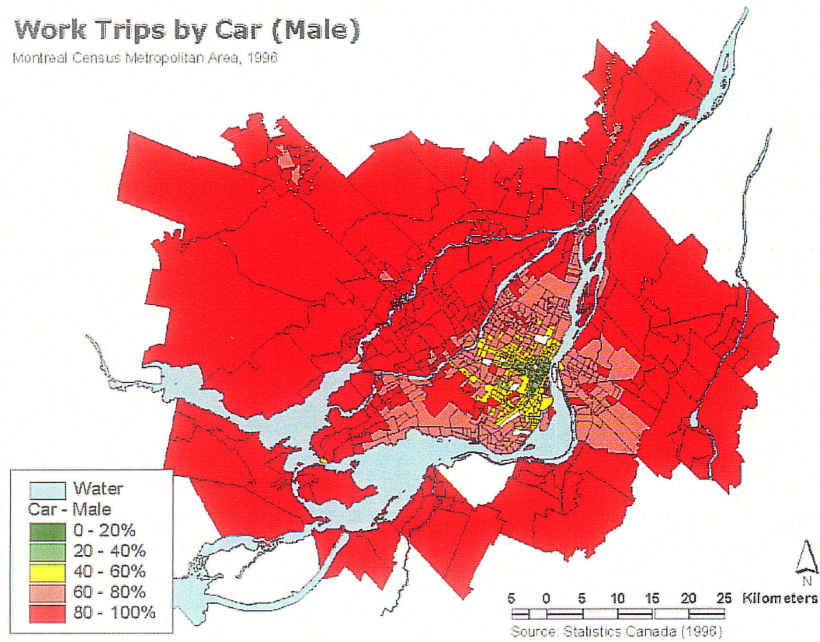 Work Trips by Car (Male)
Montreal Census Metropolitan Area, 1996
Water
Car - Male
0 - 20%
20 - 40%
40 - 60%
60 - 80%
80 - 100%
N
5 0 5 10 15 20 25 Kilometers
Source: Statistics Canada (1996)